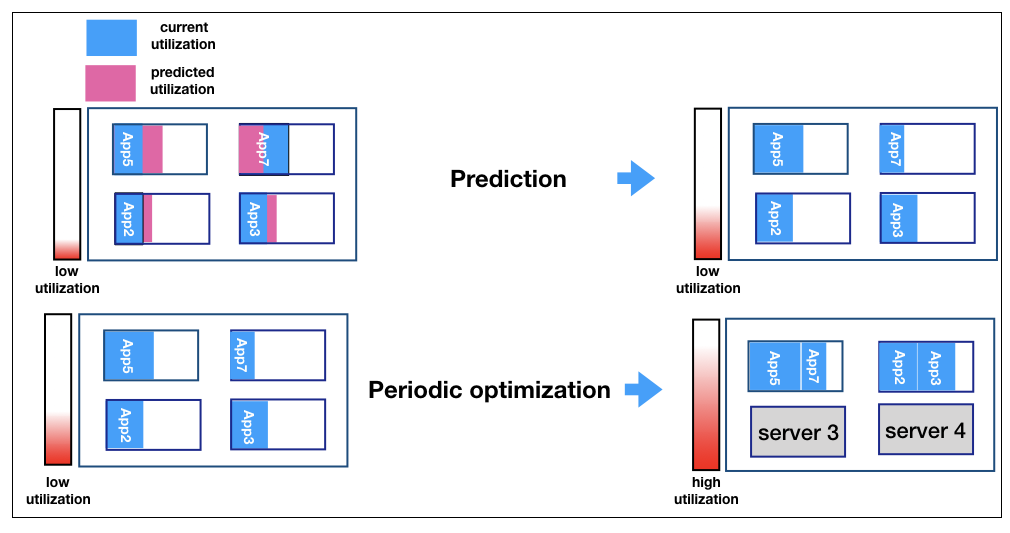 current
utilization
predicted
utilization
App5
App7
App2
App3
low
utilization
Prediction
App5
App7
App2
App3
low
utilization
App5
App7
App2
App3
low
utilization
Periodic optimization
App5
App7
App2
App3
server 3
server 4
high
utilization